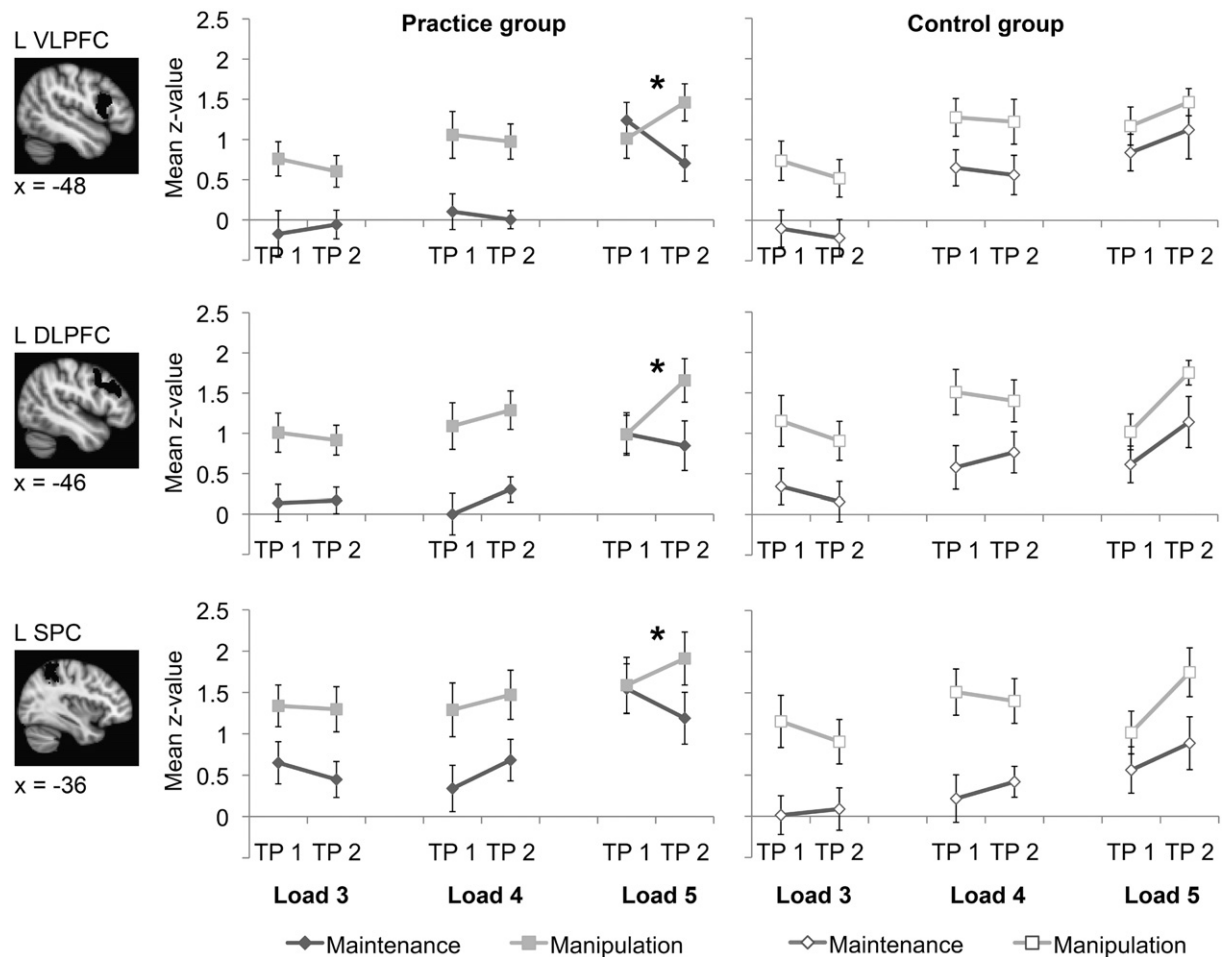 Practice group
Control group
L VLPFC
x = -48
Mean z-value
2.5
2
1.5
1
0.5
0
*
TP 1 TP 2 TP 1 TP 2 TP 1 TP 2
TP 1 TP 2 TP 1 TP 2 TP 1 TP 2
L DLPFC
x = -46
Mean z-value
2.5
2
1.5
1
0.5
0
*
TP 1 TP 2 TP 1 TP 2 TP 1 TP 2
TP 1 TP 2 TP 1 TP 2 TP 1 TP 2
L SPC
x = -36
Mean z-value
2.5
2
1.5
1
0.5
0
*
TP 1 TP 2 TP 1 TP 2 TP 1 TP 2
TP 1 TP 2 TP 1 TP 2 TP 1 TP 2
Load 3 Load 4 Load 5
Load 3 Load 4 Load 5
Maintenance Manipulation
Maintenance Manipulation